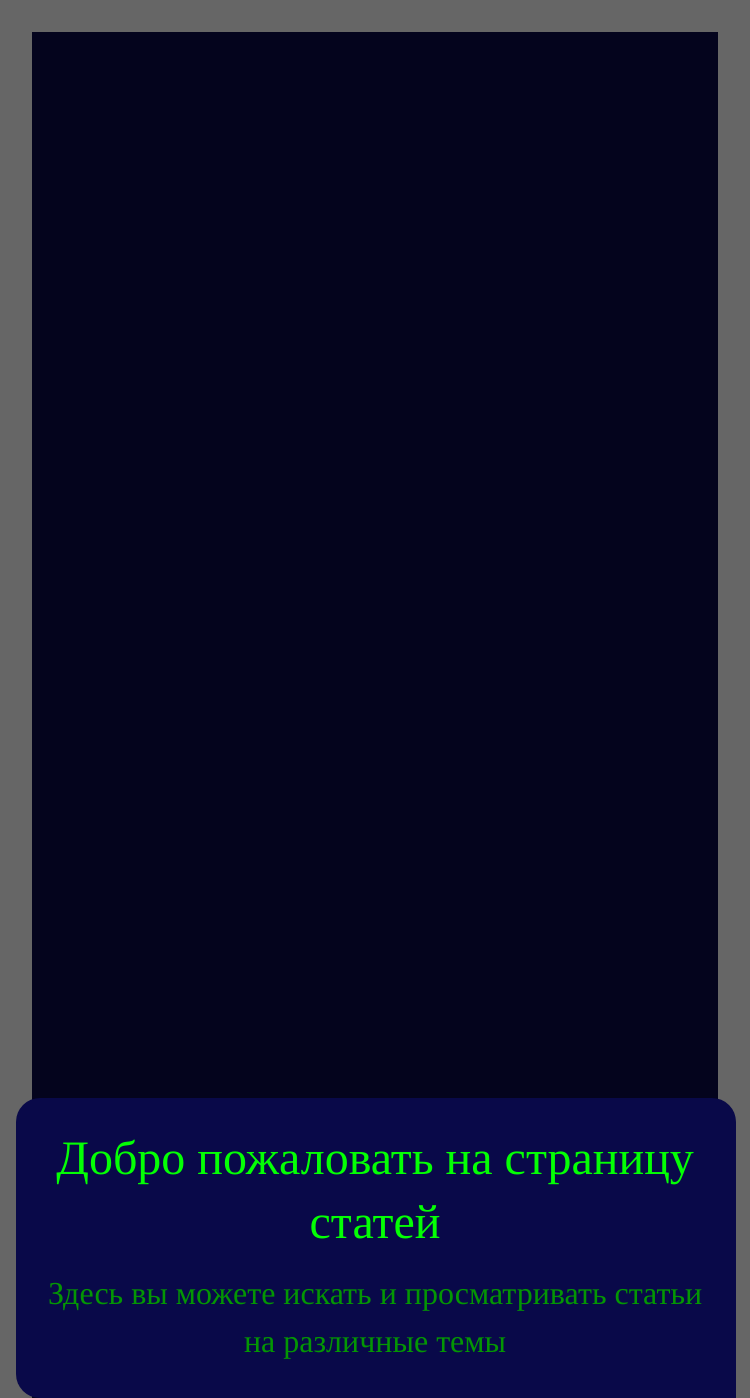 Добро пожаловать на страницу
статей
Здесь вы можете искать и просматривать статьи
на различные темы